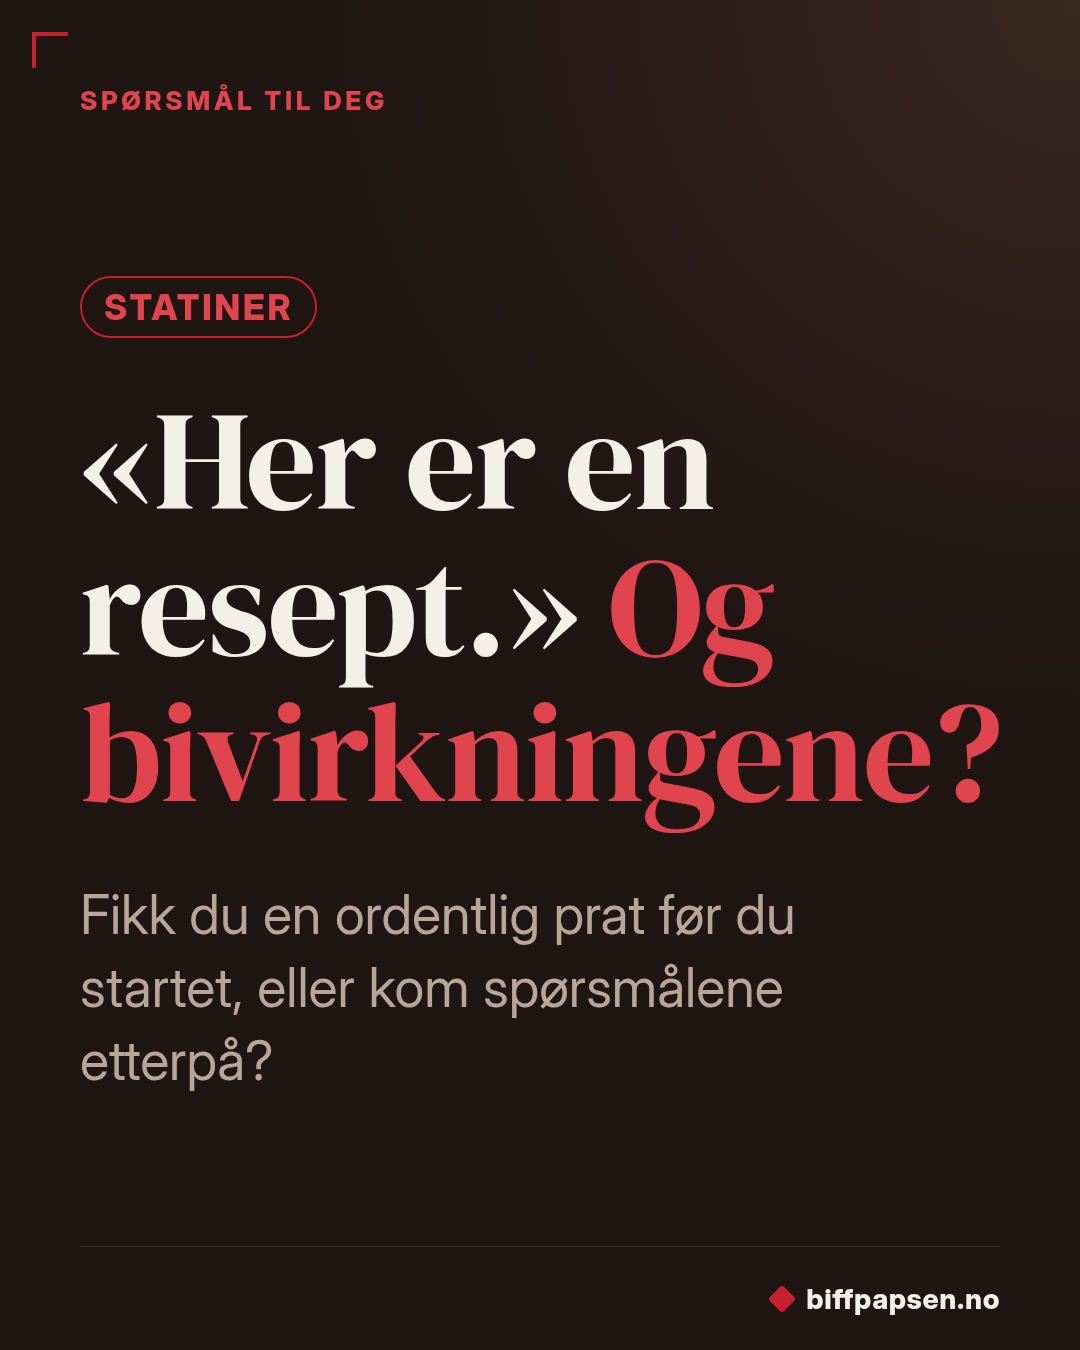 SPØRSMÅL TIL DEG
STATINER
«Her er en
resept.» Og
bivirkningene?
Fikk du en ordentlig prat før du
startet, eller kom spørsmålene
etterpå?
biffpapsen.no